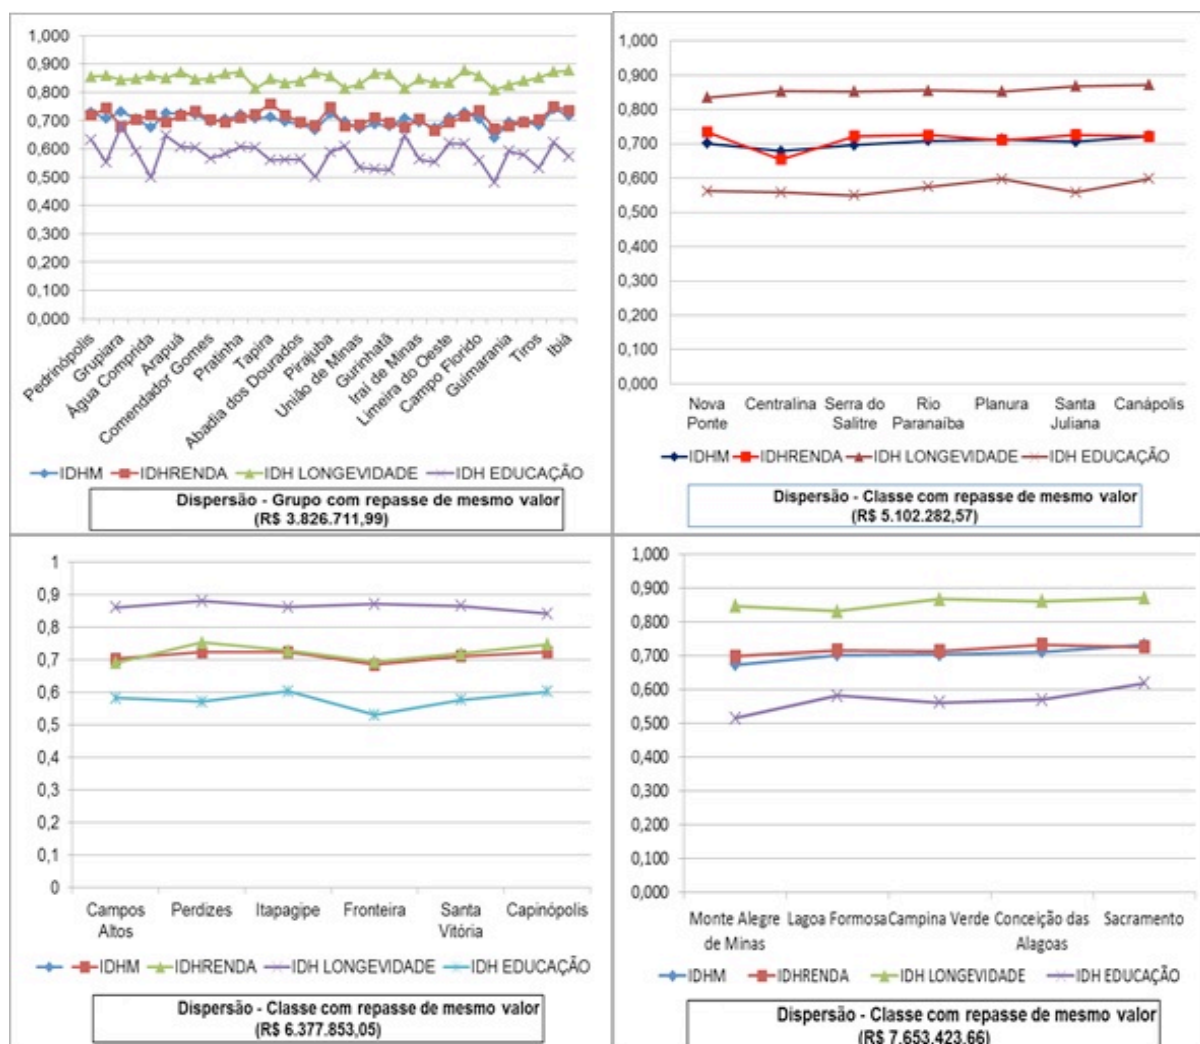 1,000
0,900
0,800
0,700
0,600
0,500
0,400
0,300
0,200
0,100
0,000
Pedrinópolis
Grupiara
Água Comprida
Arapuá
Comendador Gomes
Pratinha
Tapira
Abadia dos Dourados
Pirajuba
União de Minas
Gurinhatã
Iraí de Minas
Limeira do Oeste
Campo Florido
Guimarania
Tiros
Ibiá
IDHM IDHRENDA IDH LONGEVIDADE IDH EDUCAÇÃO
Dispersão - Grupo com repasse de mesmo valor
(R$ 3.826.711,99)
1,000
0,900
0,800
0,700
0,600
0,500
0,400
0,300
0,200
0,100
0,000
Nova Centralina Serra do Rio Planura Santa Canápolis
Ponte Salitre Paranaíba Juliana
IDHM IDHRENDA IDH LONGEVIDADE IDH EDUCAÇÃO
Dispersão - Classe com repasse de mesmo valor
(R$ 5.102.282,57)
1
0,9
0,8
0,7
0,6
0,5
0,4
0,3
0,2
0,1
0
Campos Perdizes Itapagipe Fronteira Santa Capinópolis
Altos Vitória
IDHM IDHRENDA IDH LONGEVIDADE IDH EDUCAÇÃO
Dispersão - Classe com repasse de mesmo valor
(R$ 6.377.853,05)
1,000
0,900
0,800
0,700
0,600
0,500
0,400
0,300
0,200
0,100
0,000
Monte Alegre Lagoa Formosa Campina Verde Conceição das Sacramento
de Minas Alagoas
IDHM IDHRENDA IDH LONGEVIDADE IDH EDUCAÇÃO
Dispersão - Classe com repasse de mesmo valor
(R$ 7.653.423,66)